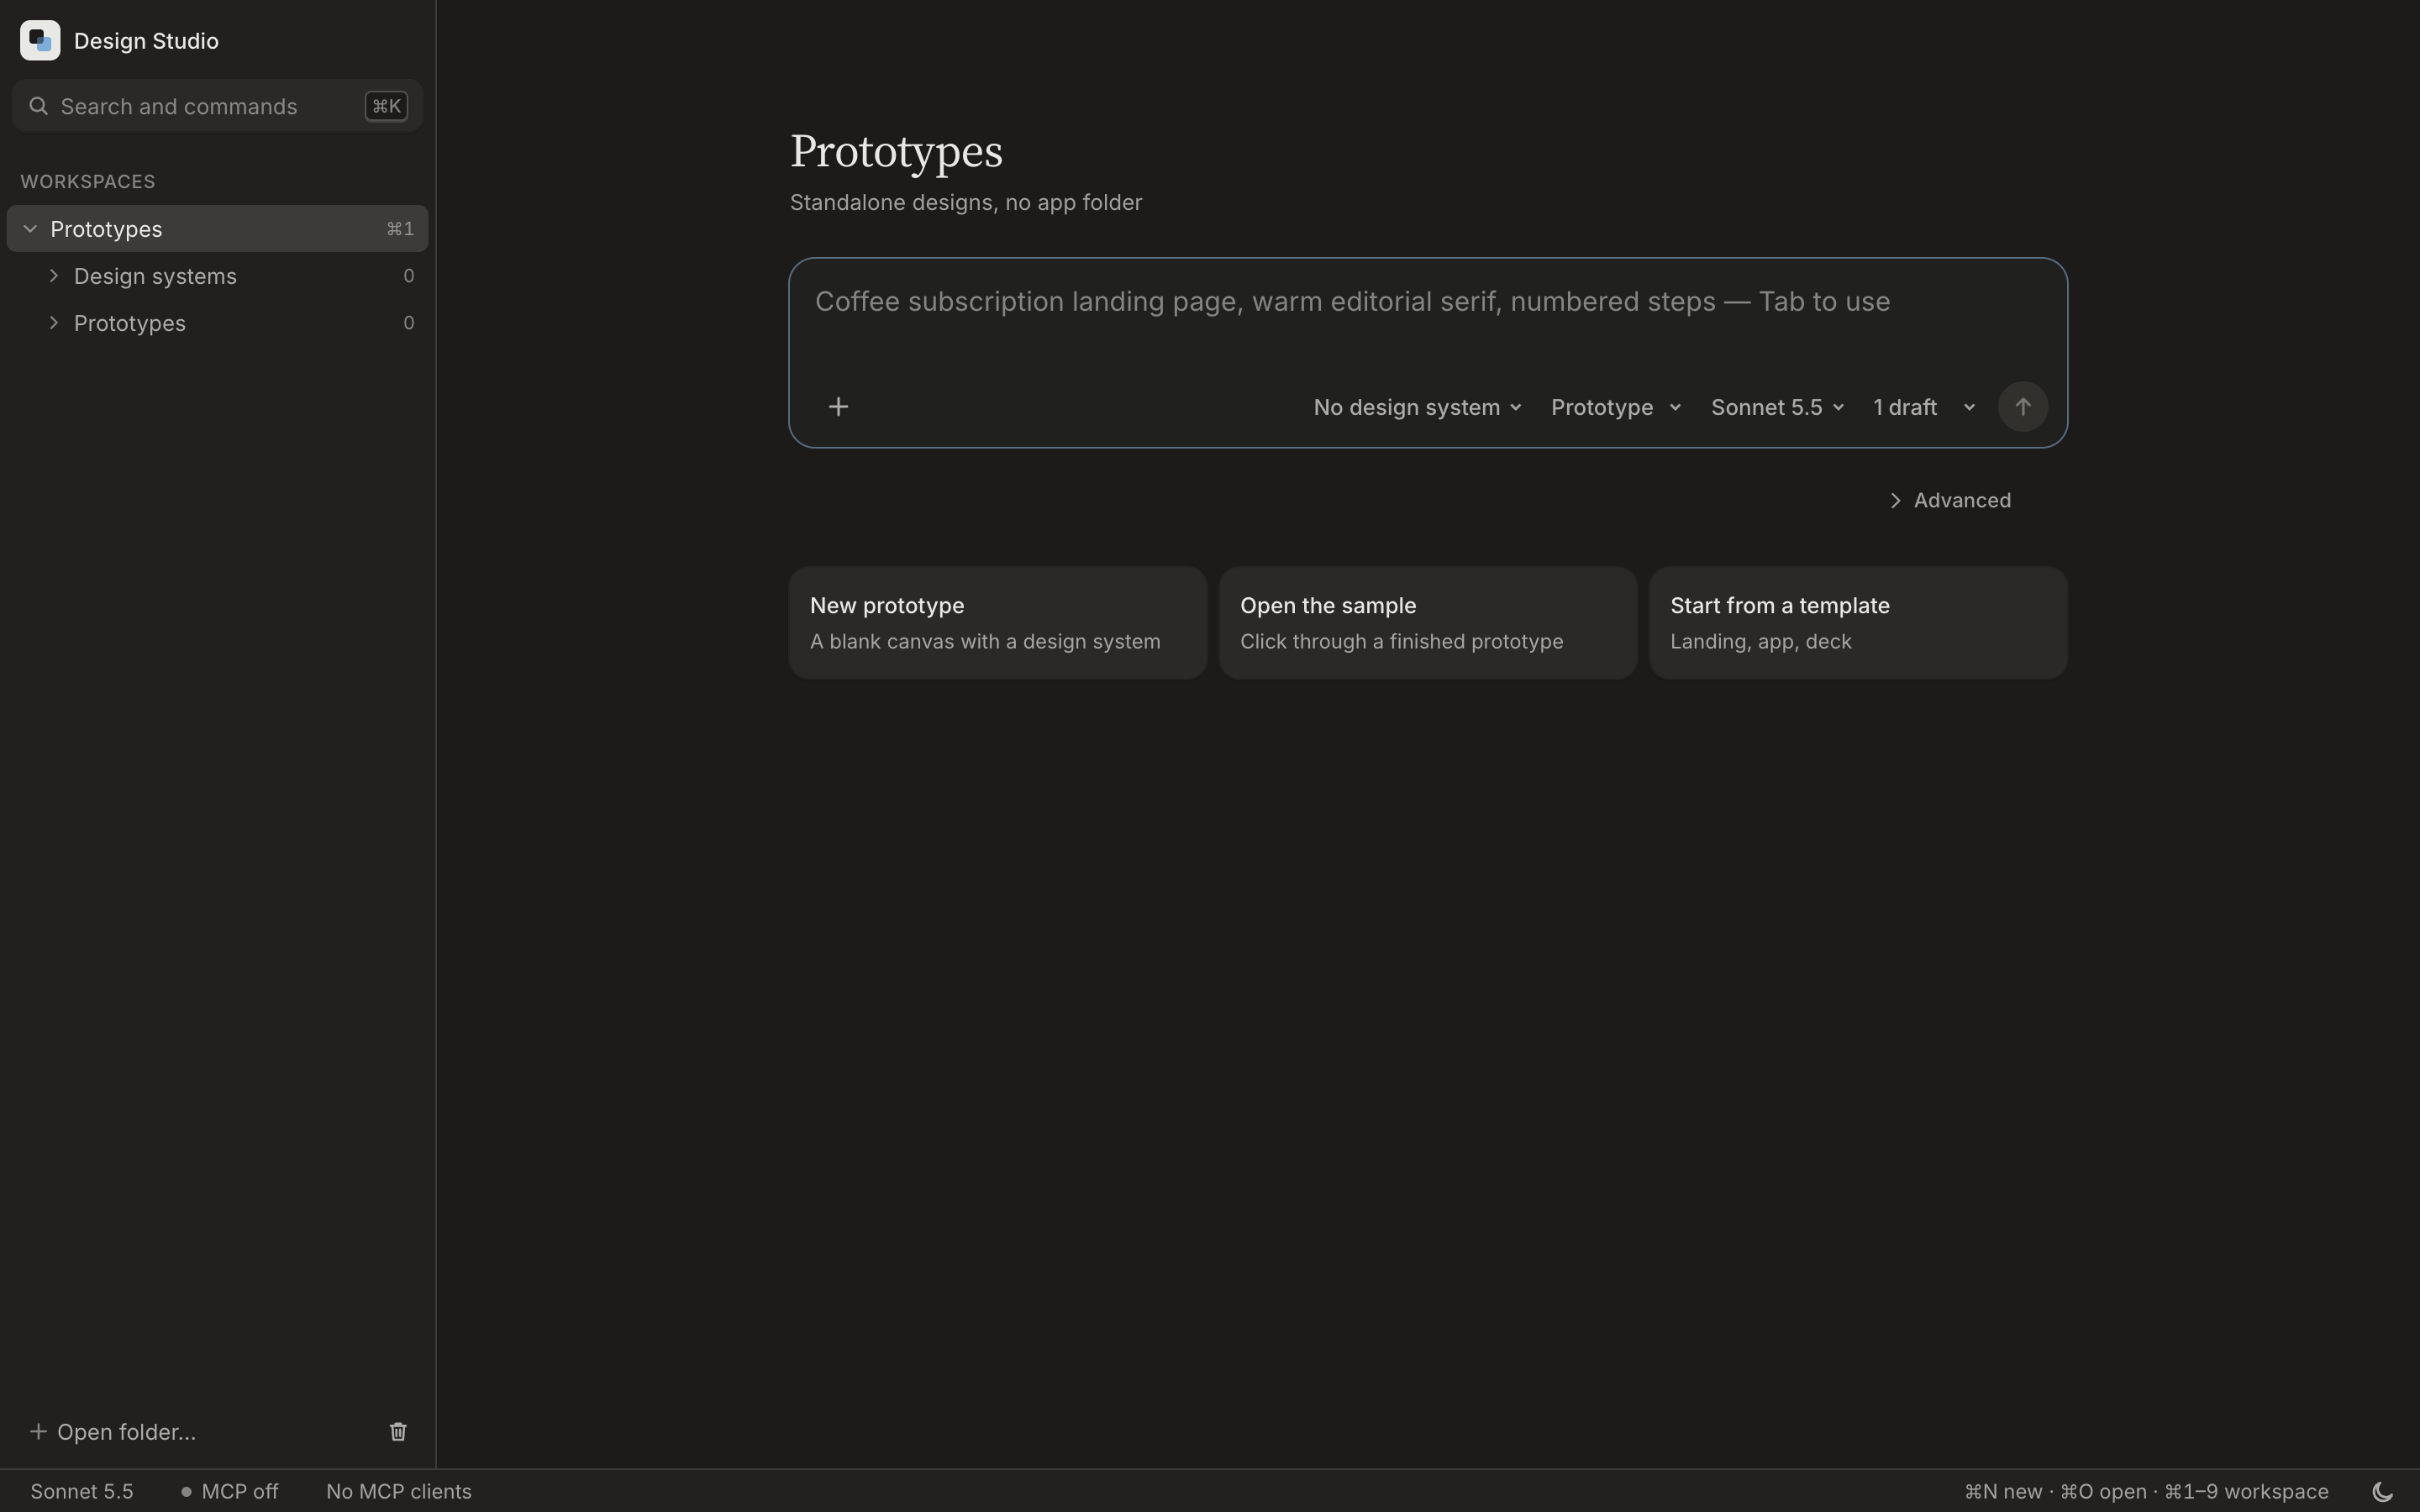 Design Studio
Search and commands ⌘K
WORKSPACES
Prototypes ⌘1
Design systems 0
Prototypes 0
Open folder...
Prototypes
Standalone designs, no app folder
Coffee subscription landing page, warm editorial serif, numbered steps — Tab to use
No design system Prototype Sonnet 5.5 1 draft
Advanced
New prototype
A blank canvas with a design system
Open the sample
Click through a finished prototype
Start from a template
Landing, app, deck
Sonnet 5.5 MCP off No MCP clients ⌘N new · ⌘O open · ⌘1–9 workspace